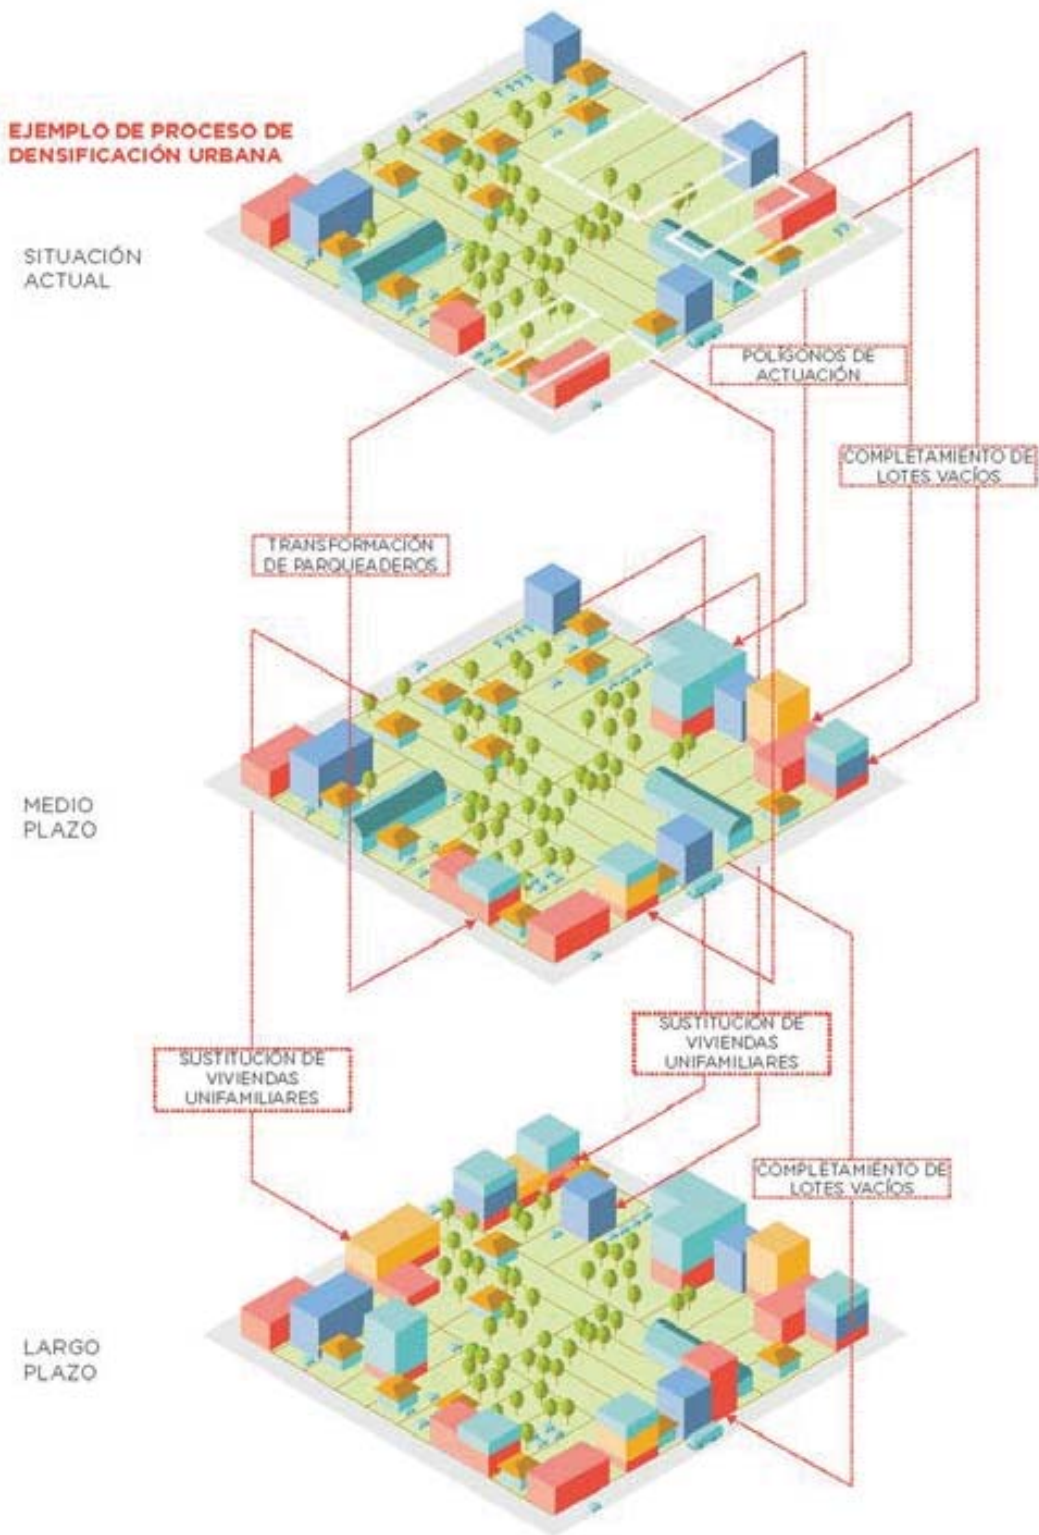 EJEMPLO DE PROCESO DE
DENSIFICACIÓN URBANA
SITUACIÓN
ACTUAL
POLÍGONOS DE
ACTUACIÓN
COMPLETAMIENTO DE
LOTES VACÍOS
TRANSFORMACIÓN
DE PARQUEADEROS
MEDIO
PLAZO
SUSTITUCIÓN DE
VIVIENDAS
UNIFAMILIARES
SUSTITUCIÓN DE
VIVIENDAS
UNIFAMILIARES
COMPLETAMIENTO DE
LOTES VACÍOS
LARGO
PLAZO